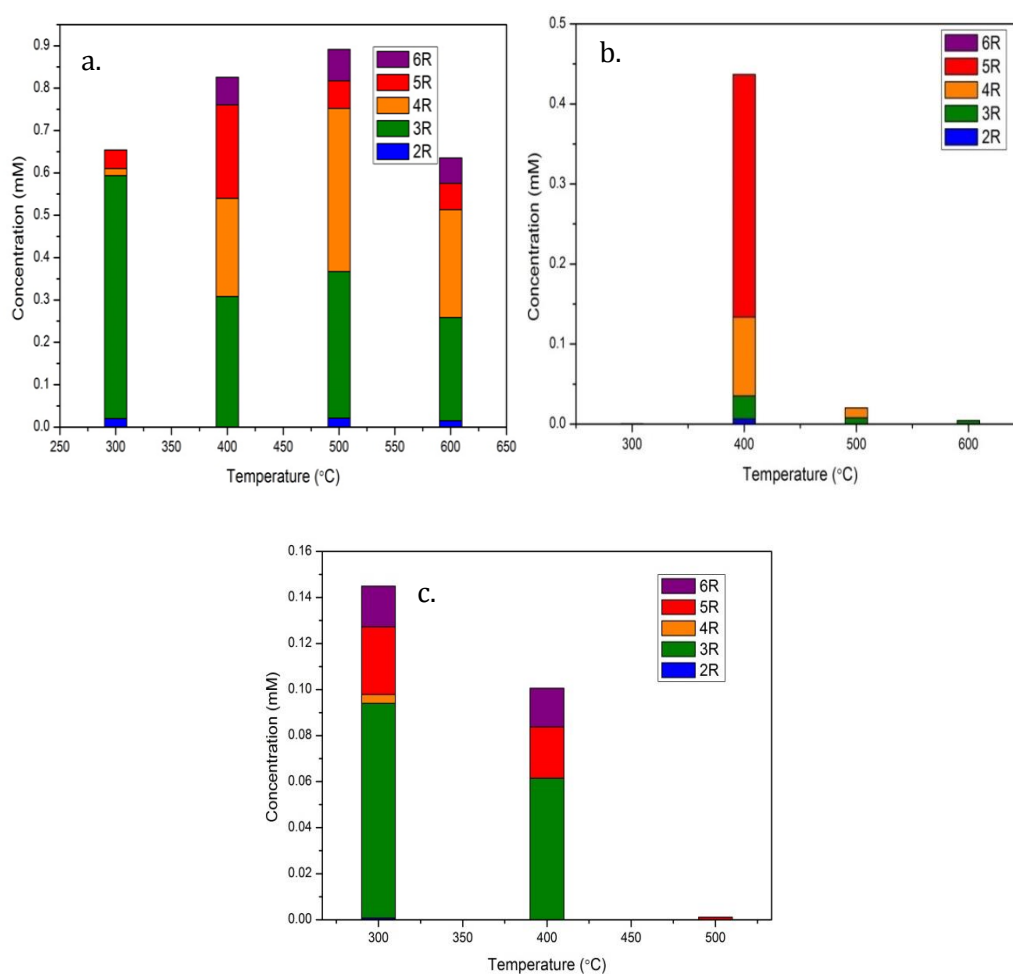 a.
0.9
0.8
0.7
0.6
0.5
0.4
0.3
0.2
0.1
0.0
Concentration (mM)
6R
5R
4R
3R
2R
250 300 350 400 450 500 550 600 650
Temperature (°C)
b.
0.5
0.4
0.3
0.2
0.1
0.0
Concentration (mM)
6R
5R
4R
3R
2R
300 400 500 600
Temperature (°C)
c.
0.16
0.14
0.12
0.10
0.08
0.06
0.04
0.02
0.00
Concentration (mM)
6R
5R
4R
3R
2R
300 350 400 450 500
Temperature (°C)